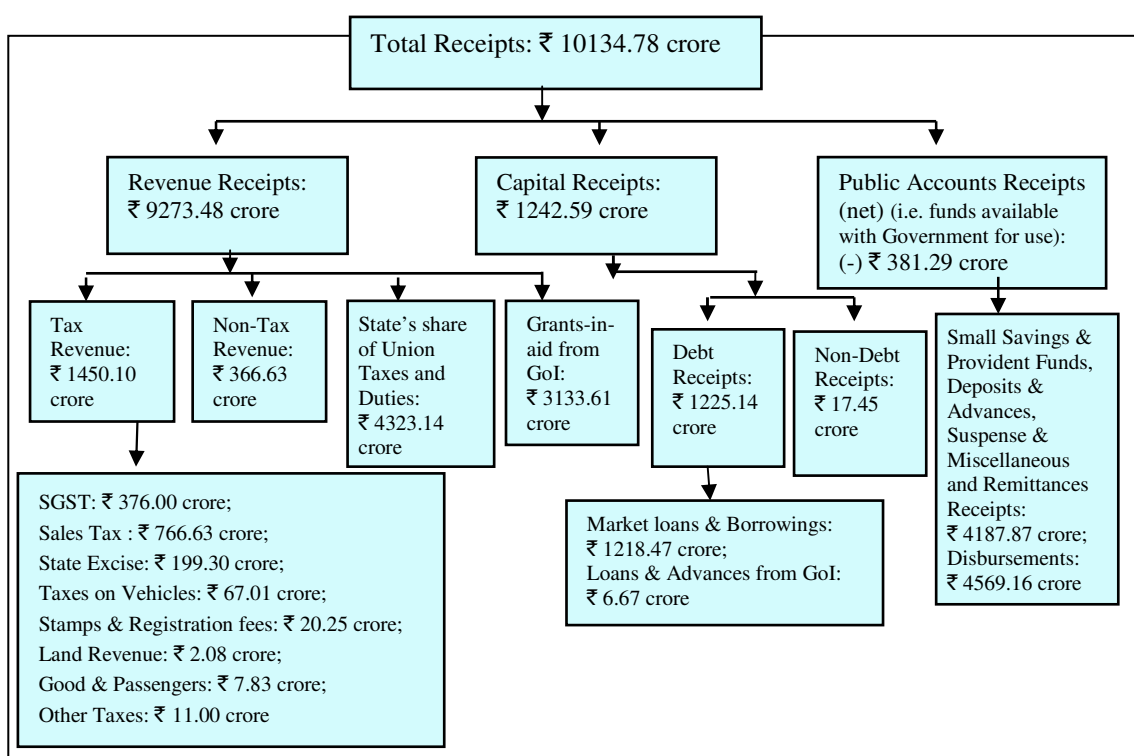 Total Receipts: ₹ 10134.78 crore
Revenue Receipts:
₹ 9273.48 crore
Capital Receipts:
₹ 1242.59 crore
Public Accounts Receipts
(net) (i.e. funds available
with Government for use):
(-) ₹ 381.29 crore
Tax
Revenue:
₹ 1450.10
crore
Non-Tax
Revenue:
₹ 366.63
crore
State’s share
of Union
Taxes and
Duties:
₹ 4323.14
crore
Grants-in-
aid from
GoI:
₹ 3133.61
crore
Debt
Receipts:
₹ 1225.14
crore
Non-Debt
Receipts:
₹ 17.45
crore
Small Savings &
Provident Funds,
Deposits &
Advances,
Suspense &
Miscellaneous
and Remittances
Receipts:
₹ 4187.87 crore;
Disbursements:
₹ 4569.16 crore
SGST: ₹ 376.00 crore;
Sales Tax : ₹ 766.63 crore;
State Excise: ₹ 199.30 crore;
Taxes on Vehicles: ₹ 67.01 crore;
Stamps & Registration fees: ₹ 20.25 crore;
Land Revenue: ₹ 2.08 crore;
Good & Passengers: ₹ 7.83 crore;
Other Taxes: ₹ 11.00 crore
Market loans & Borrowings:
₹ 1218.47 crore;
Loans & Advances from GoI:
₹ 6.67 crore